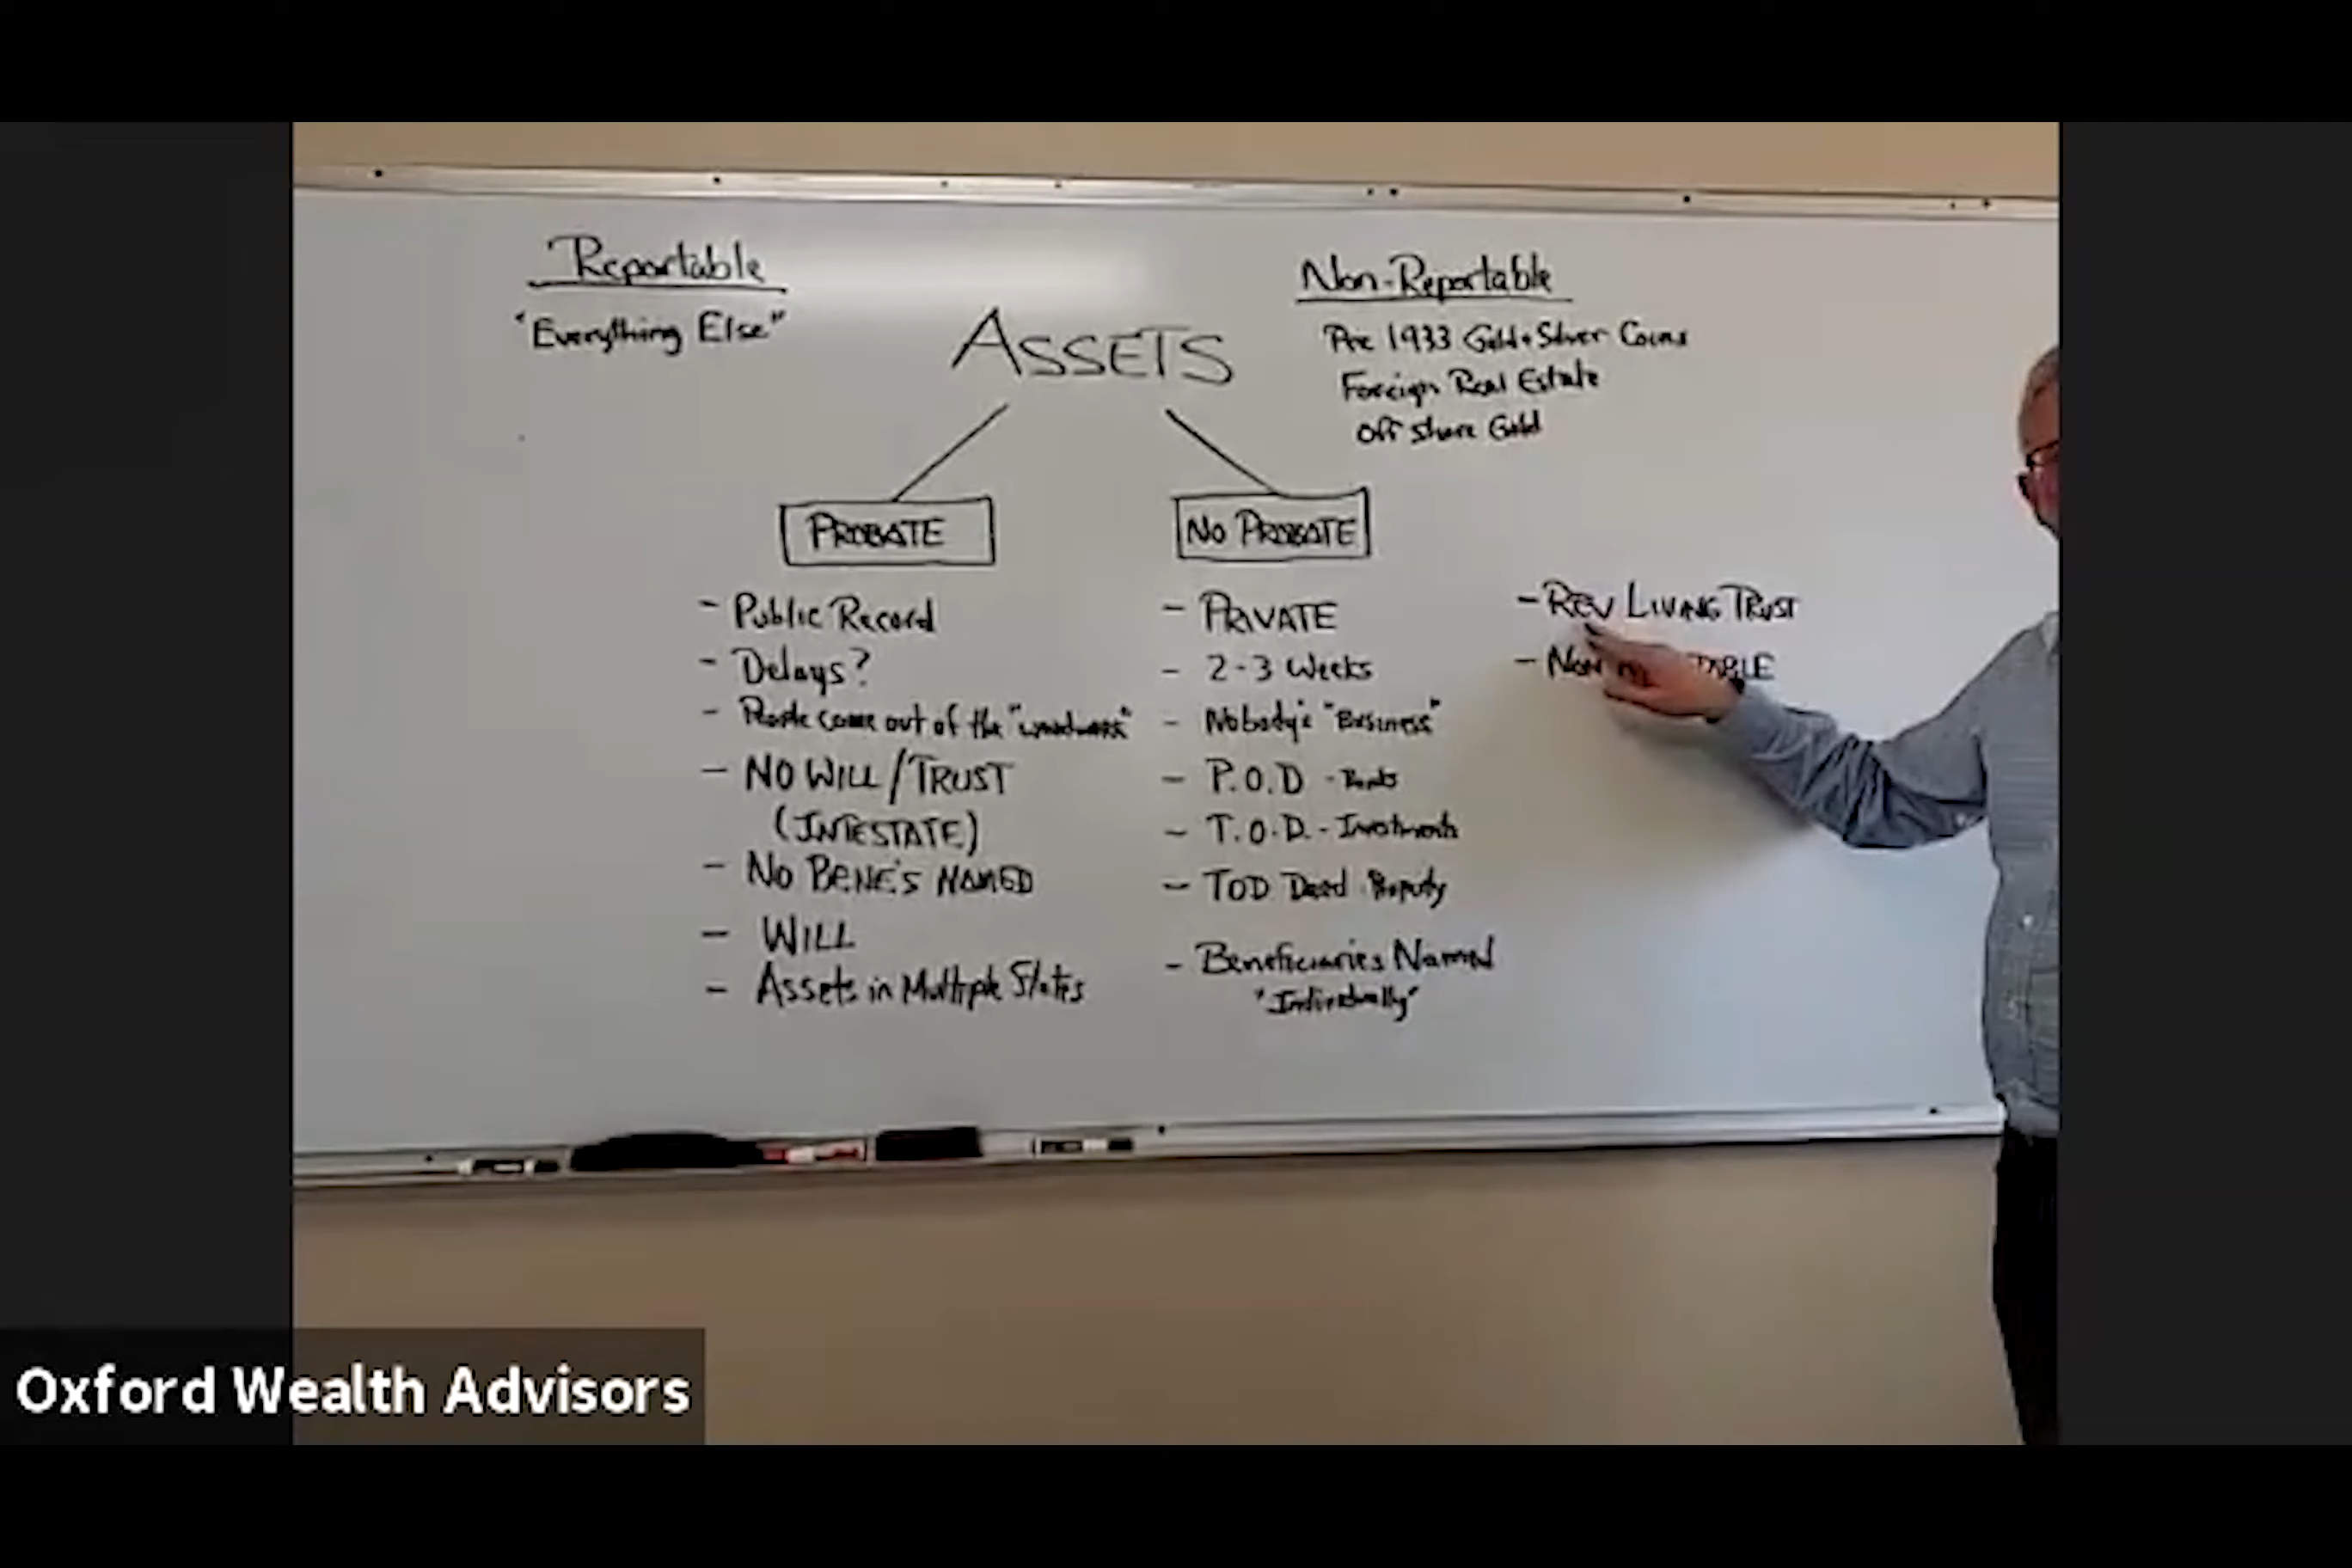 Reportable
"Everything Else"
Non-Reportable
Pre 1933 Gold + Silver Coins
Foreign Real Estate
Off Shore Gold
ASSETS
PROBATE
- Public Record
- Delays?
- People come out of the "woodwork"
- NO WILL/TRUST
(INTESTATE)
- NO BENE'S NAMED
- WILL
- Assets in Multiple States
NO PROBATE
- PRIVATE
- 2-3 Weeks
- Nobody's "Business"
- P.O.D - Banks
- T.O.D. - Investments
- TOD Deed Property
- Beneficiaries Named
"Individually"
- REV LIVING TRUST
- NON
Oxford Wealth Advisors